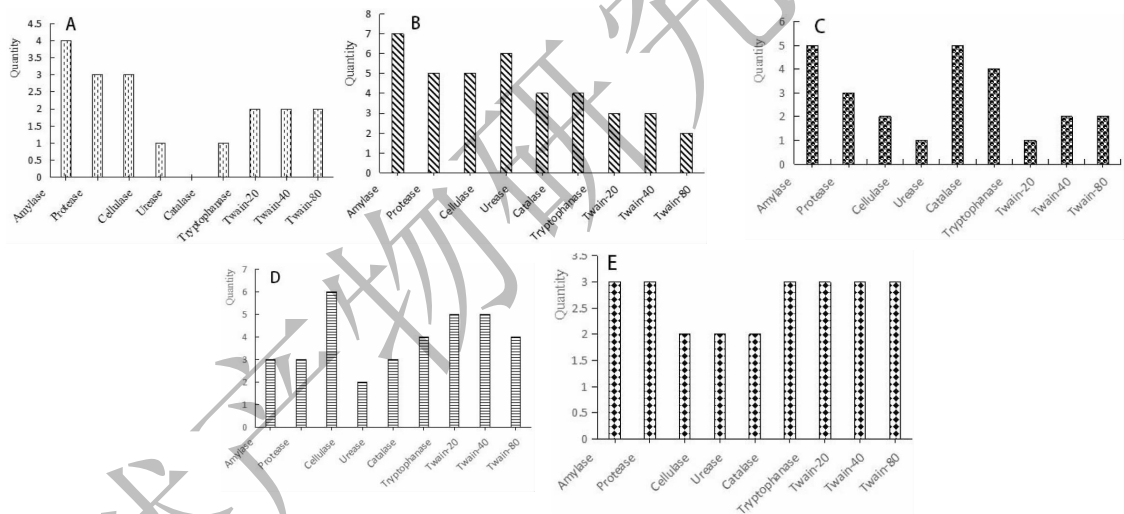 A
Quantity
4.5
4
3.5
3
2.5
2
1.5
1
0.5
0
Amylase
Protease
Cellulase
Urease
Catalase
Tryptophanase
Twain-20
Twain-40
Twain-80
B
Quantity
8
7
6
5
4
3
2
1
0
Amylase
Protease
Cellulase
Urease
Catalase
Tryptophanase
Twain-20
Twain-40
Twain-80
C
Quantity
6
5
4
3
2
1
0
Amylase
Protease
Cellulase
Urease
Catalase
Tryptophanase
Twain-20
Twain-40
Twain-80
D
Quantity
7
6
5
4
3
2
1
0
Amylase
Protease
Cellulase
Urease
Catalase
Tryptophanase
Twain-20
Twain-40
Twain-80
E
Quantity
3.5
3
2.5
2
1.5
1
0.5
0
Amylase
Protease
Cellulase
Urease
Catalase
Tryptophanase
Twain-20
Twain-40
Twain-80
产物研究